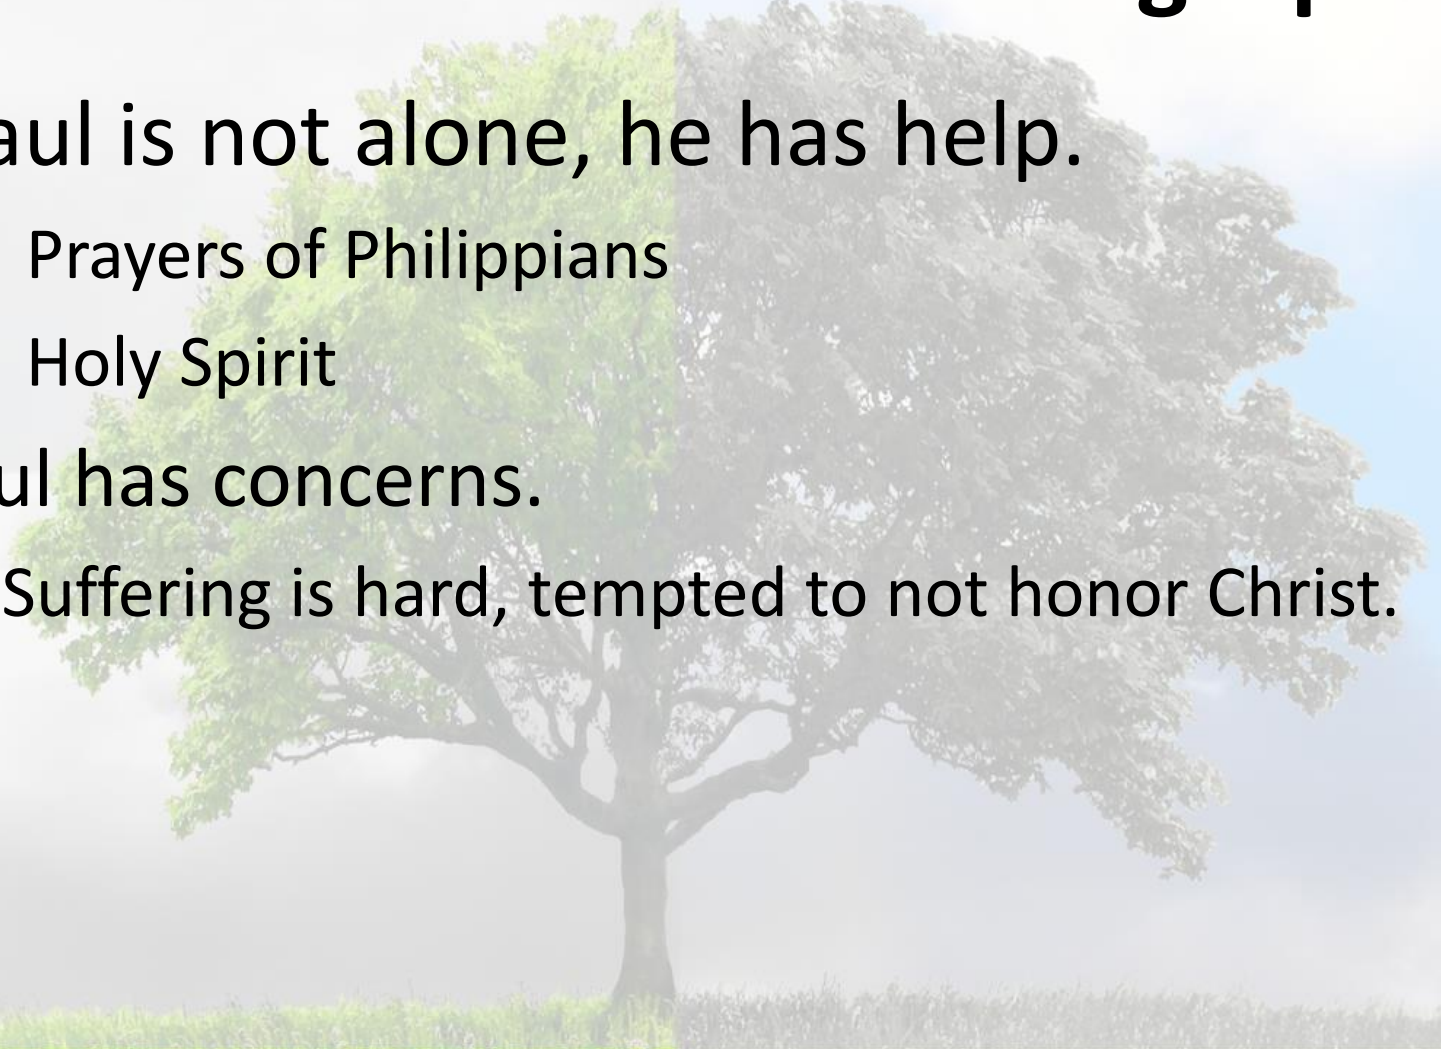 aul is not alone, he has help.
Prayers of Philippians
Holy Spirit
ul has concerns.
Suffering is hard, tempted to not honor Christ.